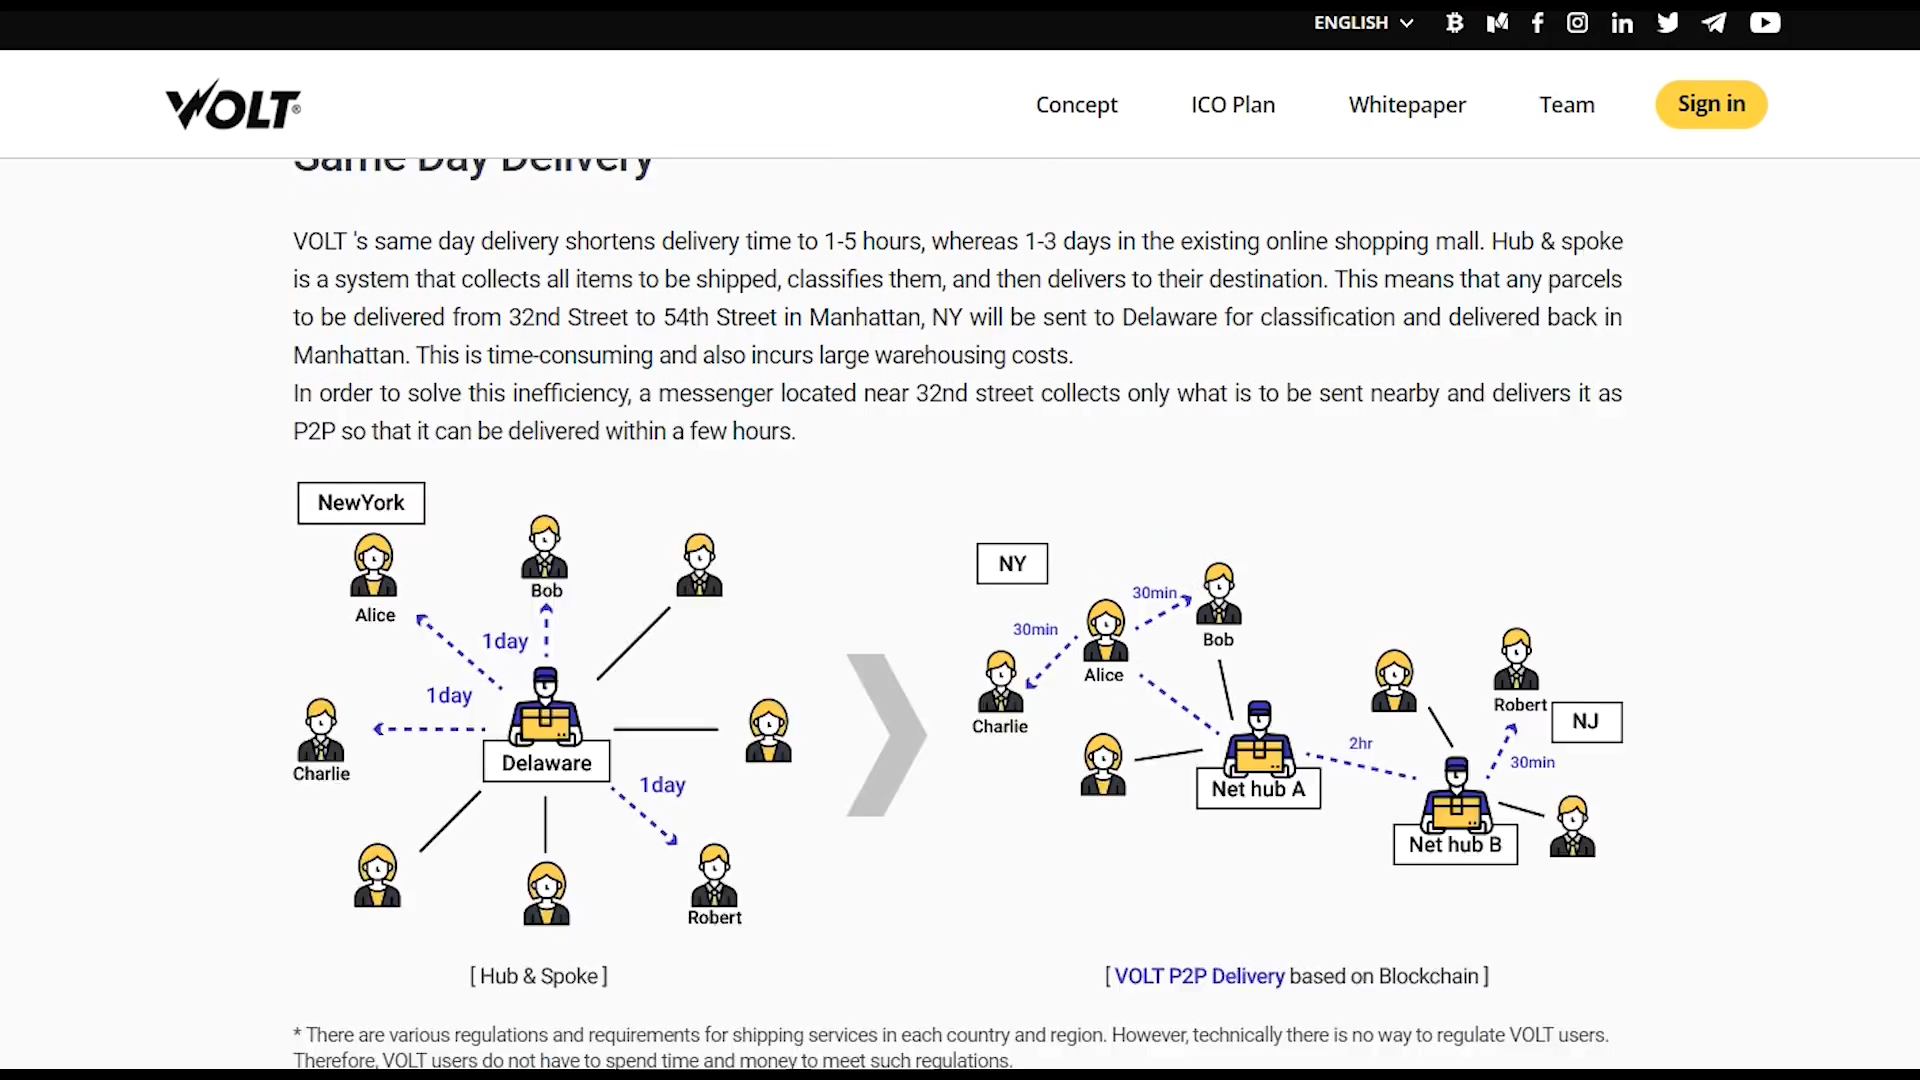 ENGLISH
VOLT®
Concept
ICO Plan
Whitepaper
Team
Sign in
Same Day Delivery
VOLT 's same day delivery shortens delivery time to 1-5 hours, whereas 1-3 days in the existing online shopping mall. Hub & spoke
is a system that collects all items to be shipped, classifies them, and then delivers to their destination. This means that any parcels
to be delivered from 32nd Street to 54th Street in Manhattan, NY will be sent to Delaware for classification and delivered back in
Manhattan. This is time-consuming and also incurs large warehousing costs.
In order to solve this inefficiency, a messenger located near 32nd street collects only what is to be sent nearby and delivers it as
P2P so that it can be delivered within a few hours.
NewYork
Alice
Bob
1day
1day
Charlie
Delaware
1day
Robert
[ Hub & Spoke ]
NY
30min
30min
Bob
Alice
Charlie
Robert
NJ
2hr
30min
Net hub A
Net hub B
[ VOLT P2P Delivery based on Blockchain ]
* There are various regulations and requirements for shipping services in each country and region. However, technically there is no way to regulate VOLT users.
Therefore, VOLT users do not have to spend time and money to meet such regulations.